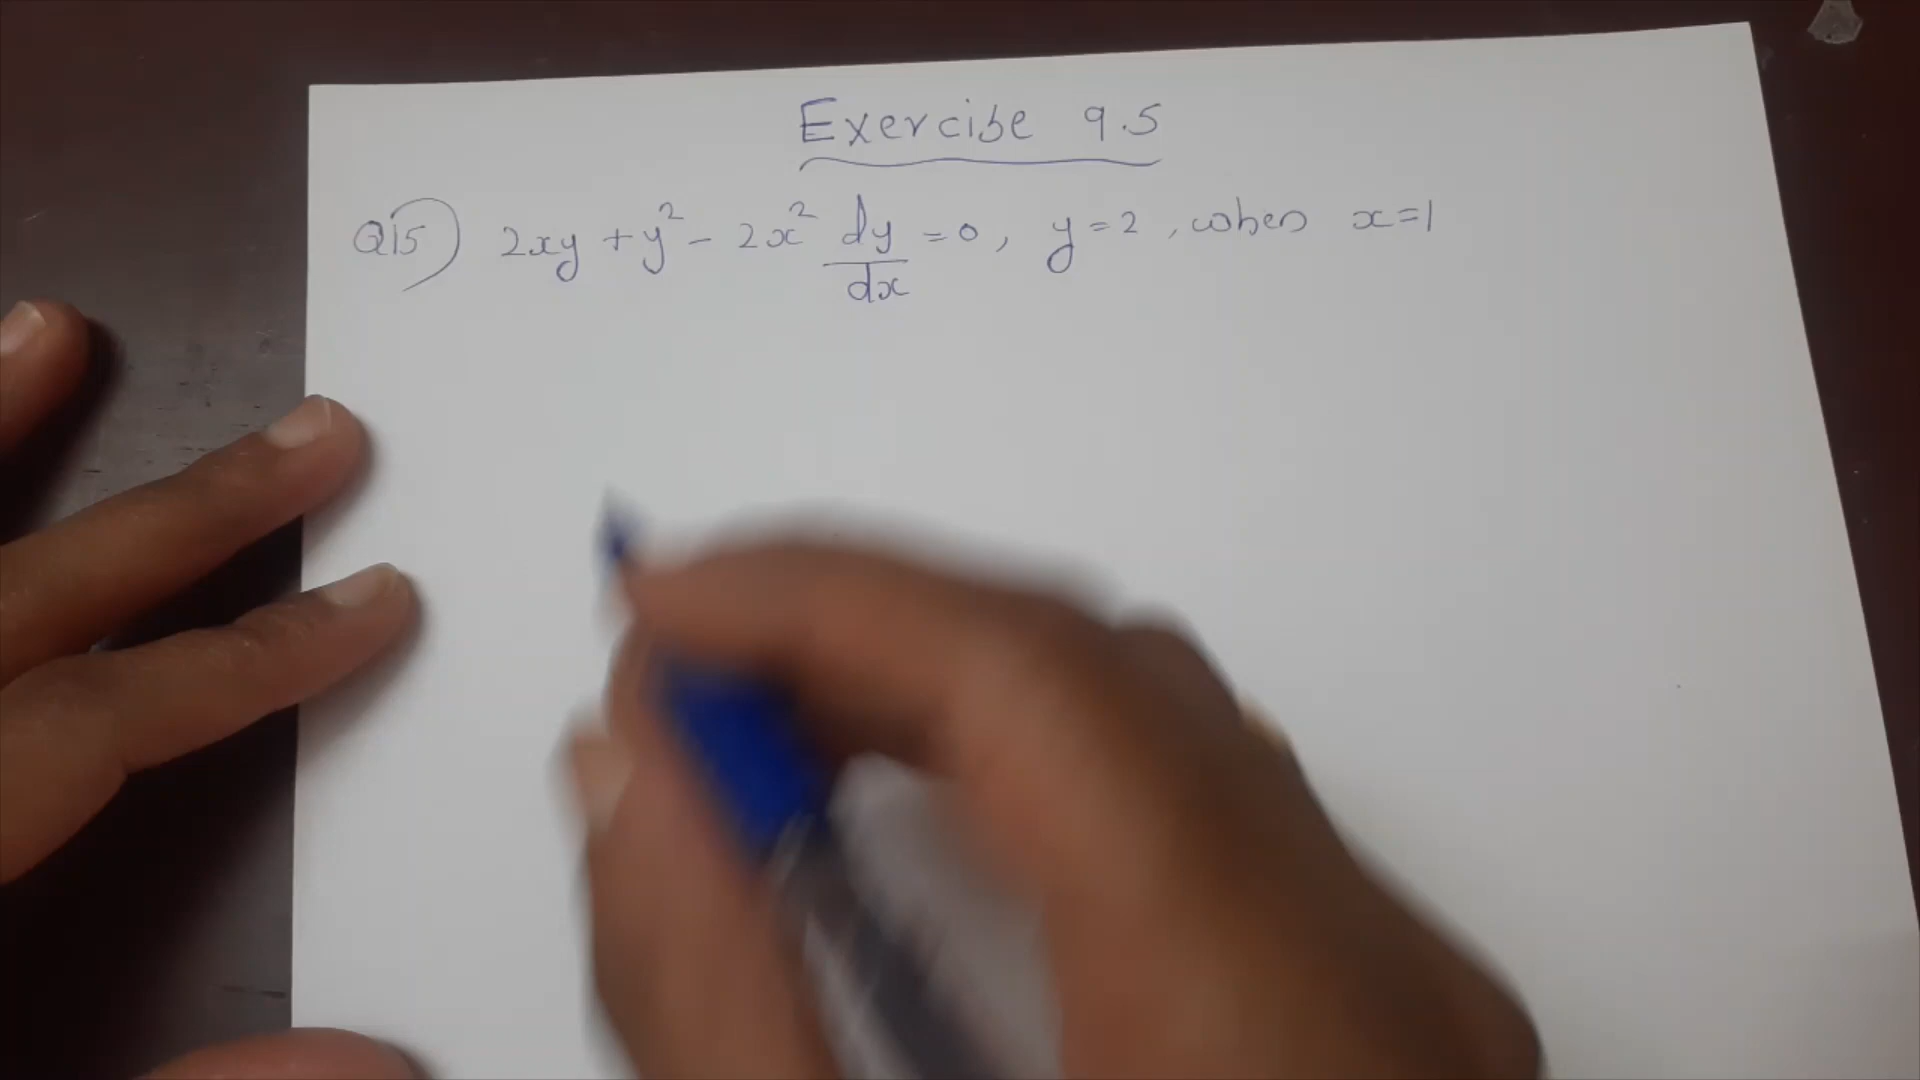 Exercise 9.5
Q15) 2xy + y² - 2x² dy/dx = 0, y = 2, when x = 1